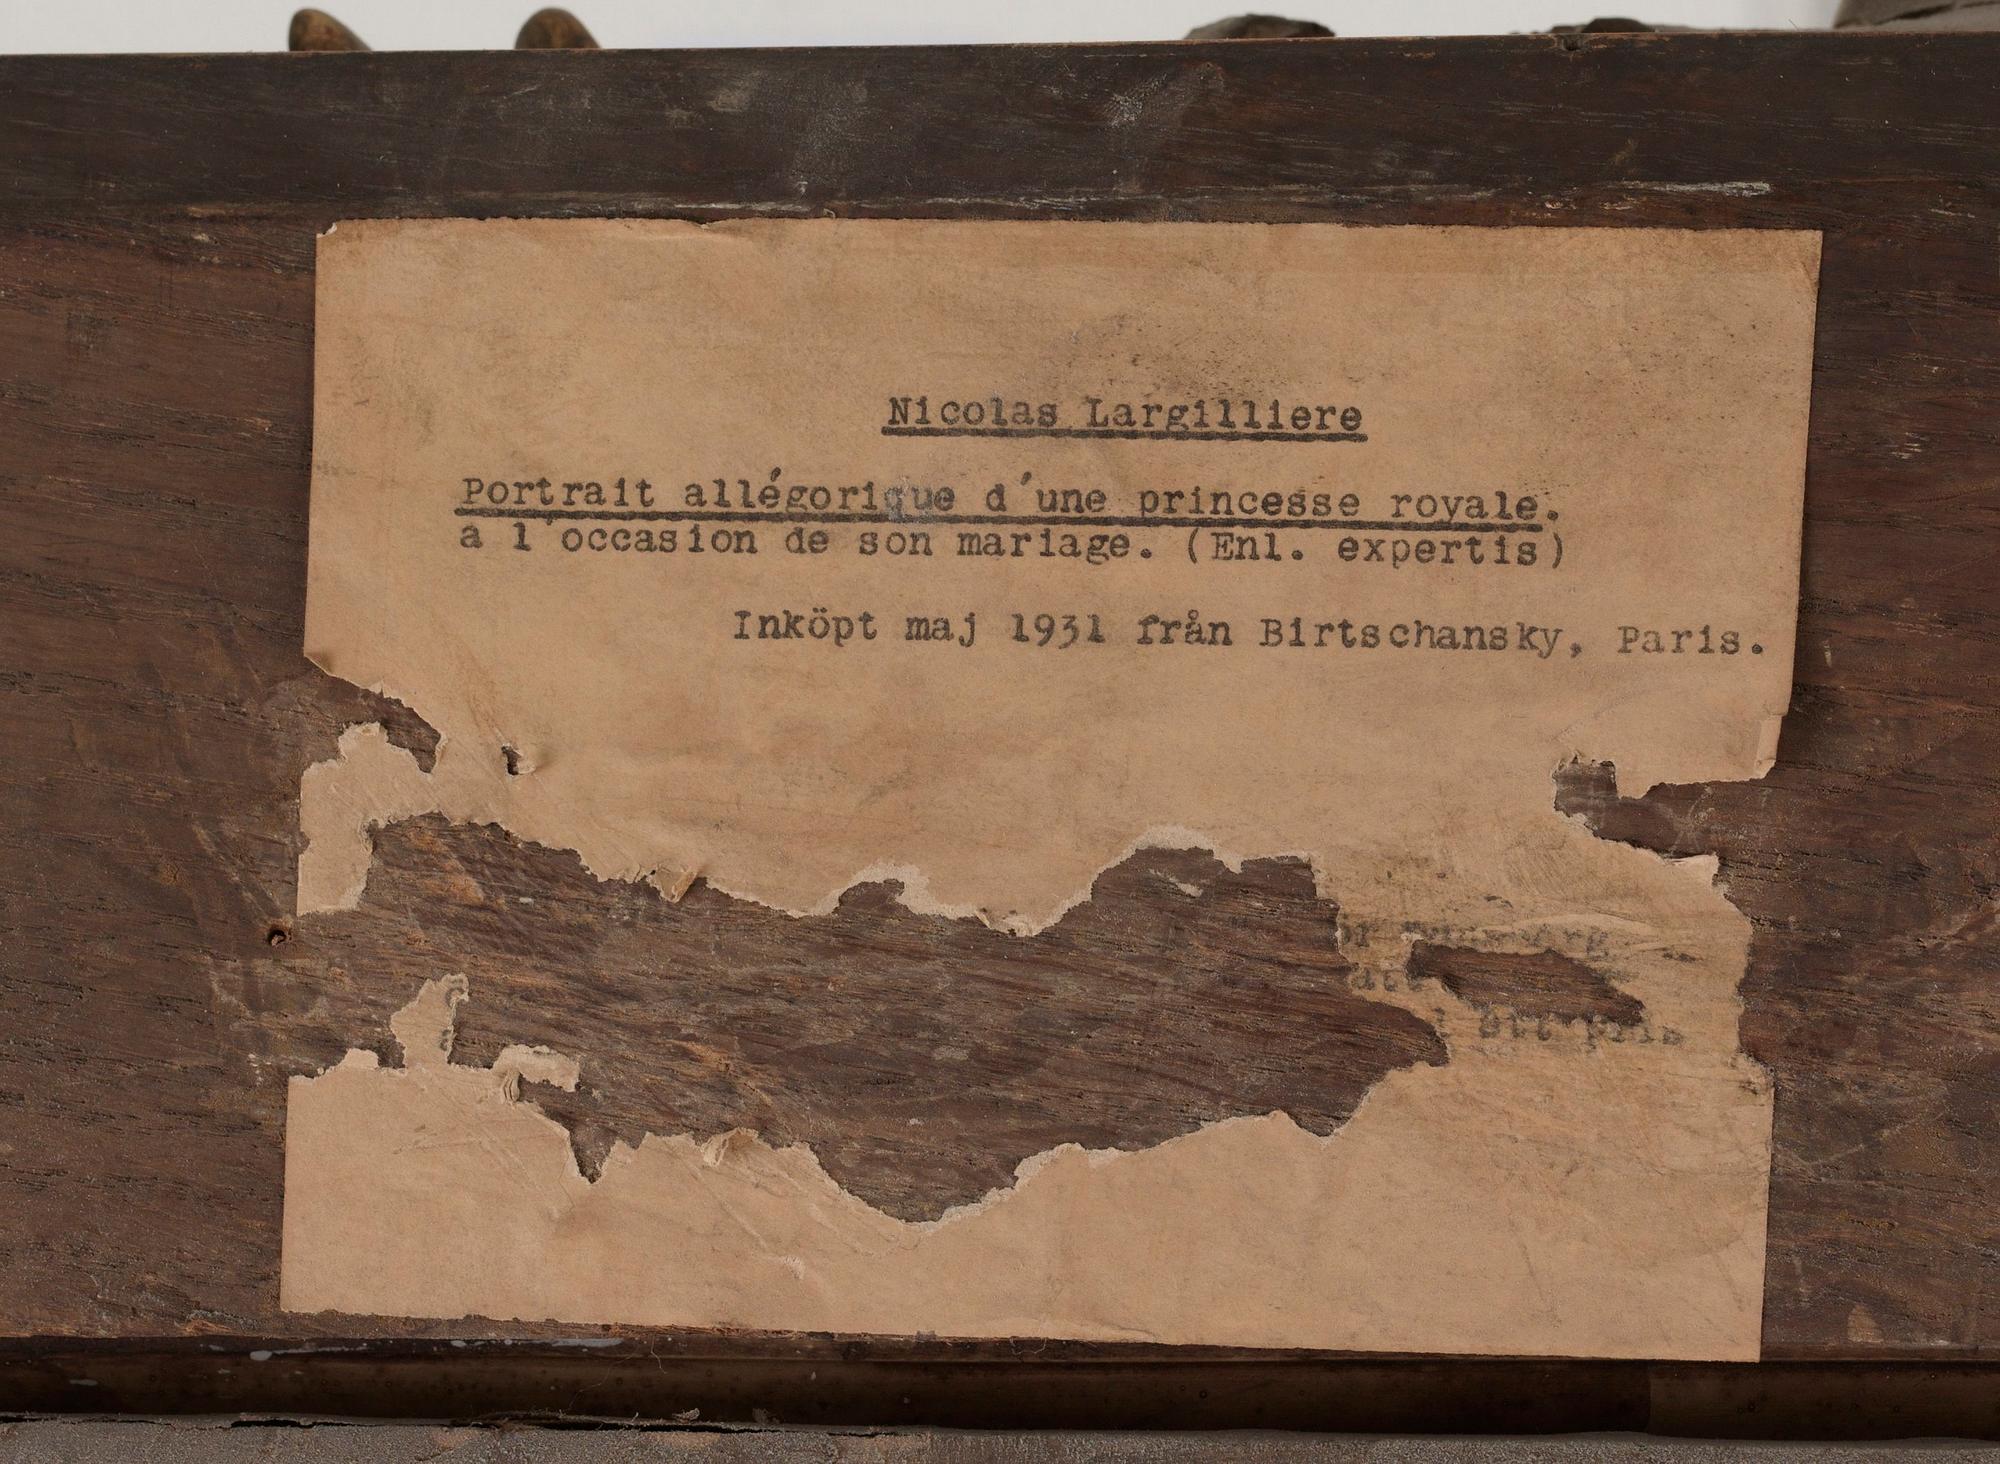 Nicolas Largilliere
Portrait allégorique d'une princesse royale.
a l'occasion de son mariage. (Enl. expertis)
Inköpt maj 1931 från Birtschansky, Paris.